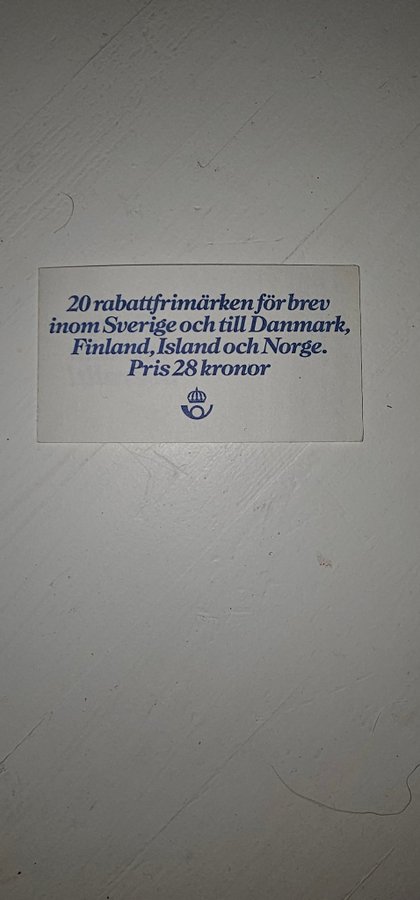 20 rabattfrimärken för brev
inom Sverige och till Danmark,
Finland, Island och Norge.
Pris 28 kronor